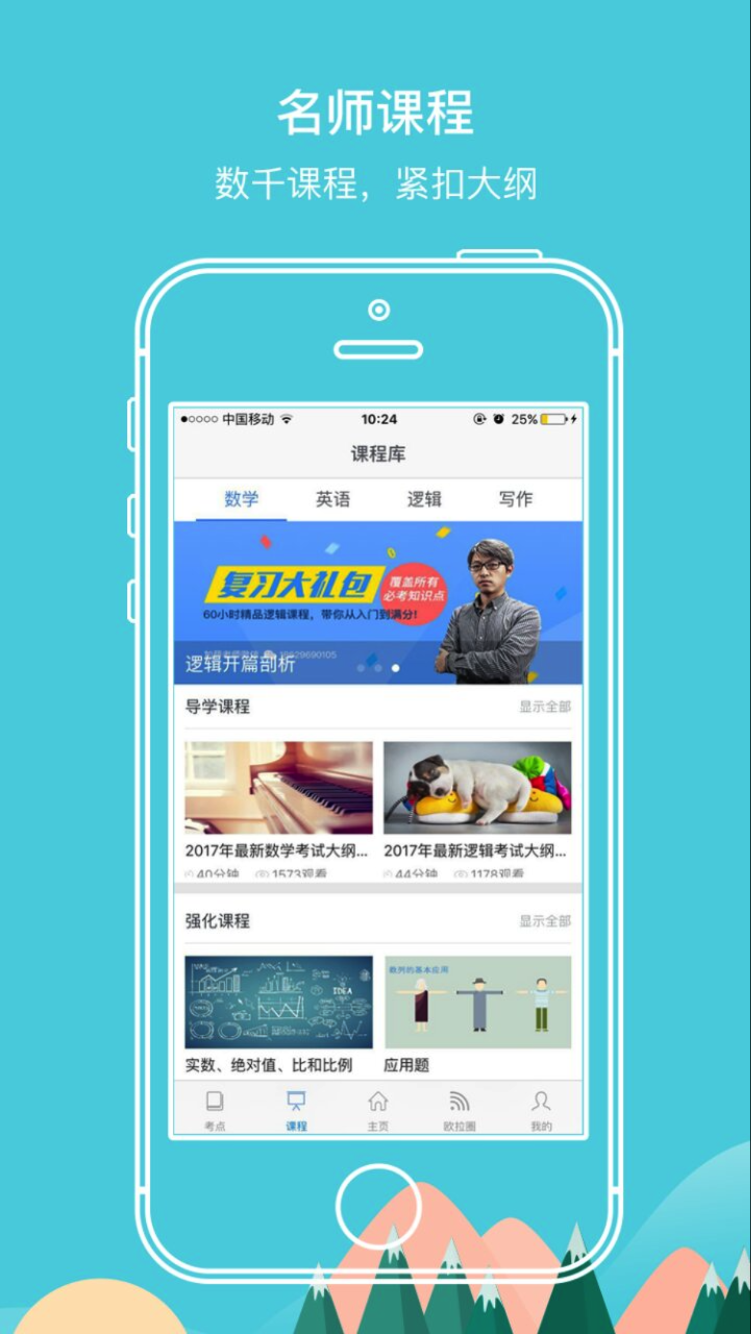 名师课程
数千课程，紧扣大纲
中国移动 10:24 25%
课程库
数学 英语 逻辑 写作
复习大礼包
覆盖所有
必考知识点
60小时精品逻辑课程，带你从入门到满分！
逻辑开篇剖析
导学课程 显示全部
2017年最新数学考试大纲... 2017年最新逻辑考试大纲...
40分钟 1573观看 44分钟 1178观看
强化课程 显示全部
IDEA
数列的基本应用
实数、绝对值、比和比例 应用题
考点 课程 主页 欧拉圈 我的